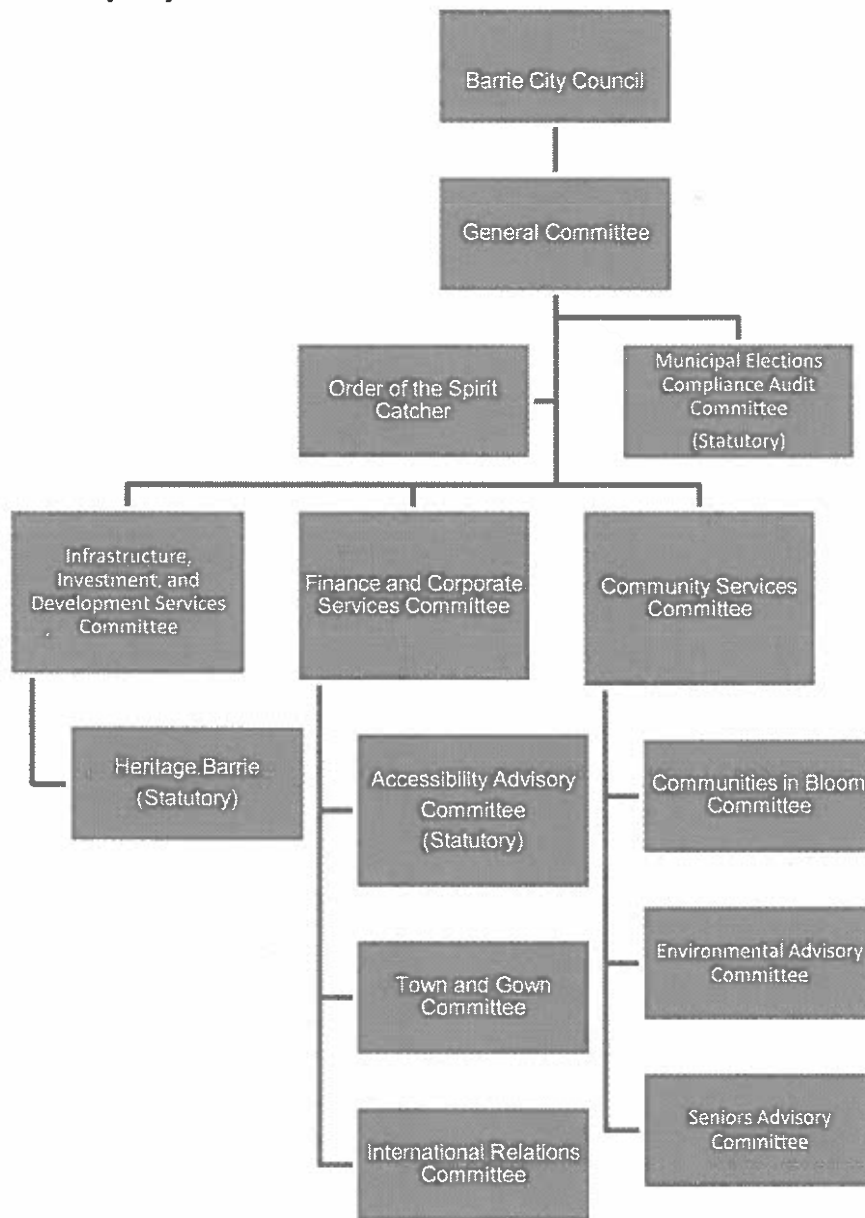 Barrie City Council
General Committee
Order of the Spirit
Catcher
Municipal Elections
Compliance Audit
Committee
(Statutory)
Infrastructure,
Investment, and
Development Services
Committee
Finance and Corporate
Services Committee
Community Services
Committee
Heritage Barrie
(Statutory)
Accessibility Advisory
Committee
(Statutory)
Town and Gown
Committee
International Relations
Committee
Communities in Bloom
Committee
Environmental Advisory
Committee
Seniors Advisory
Committee